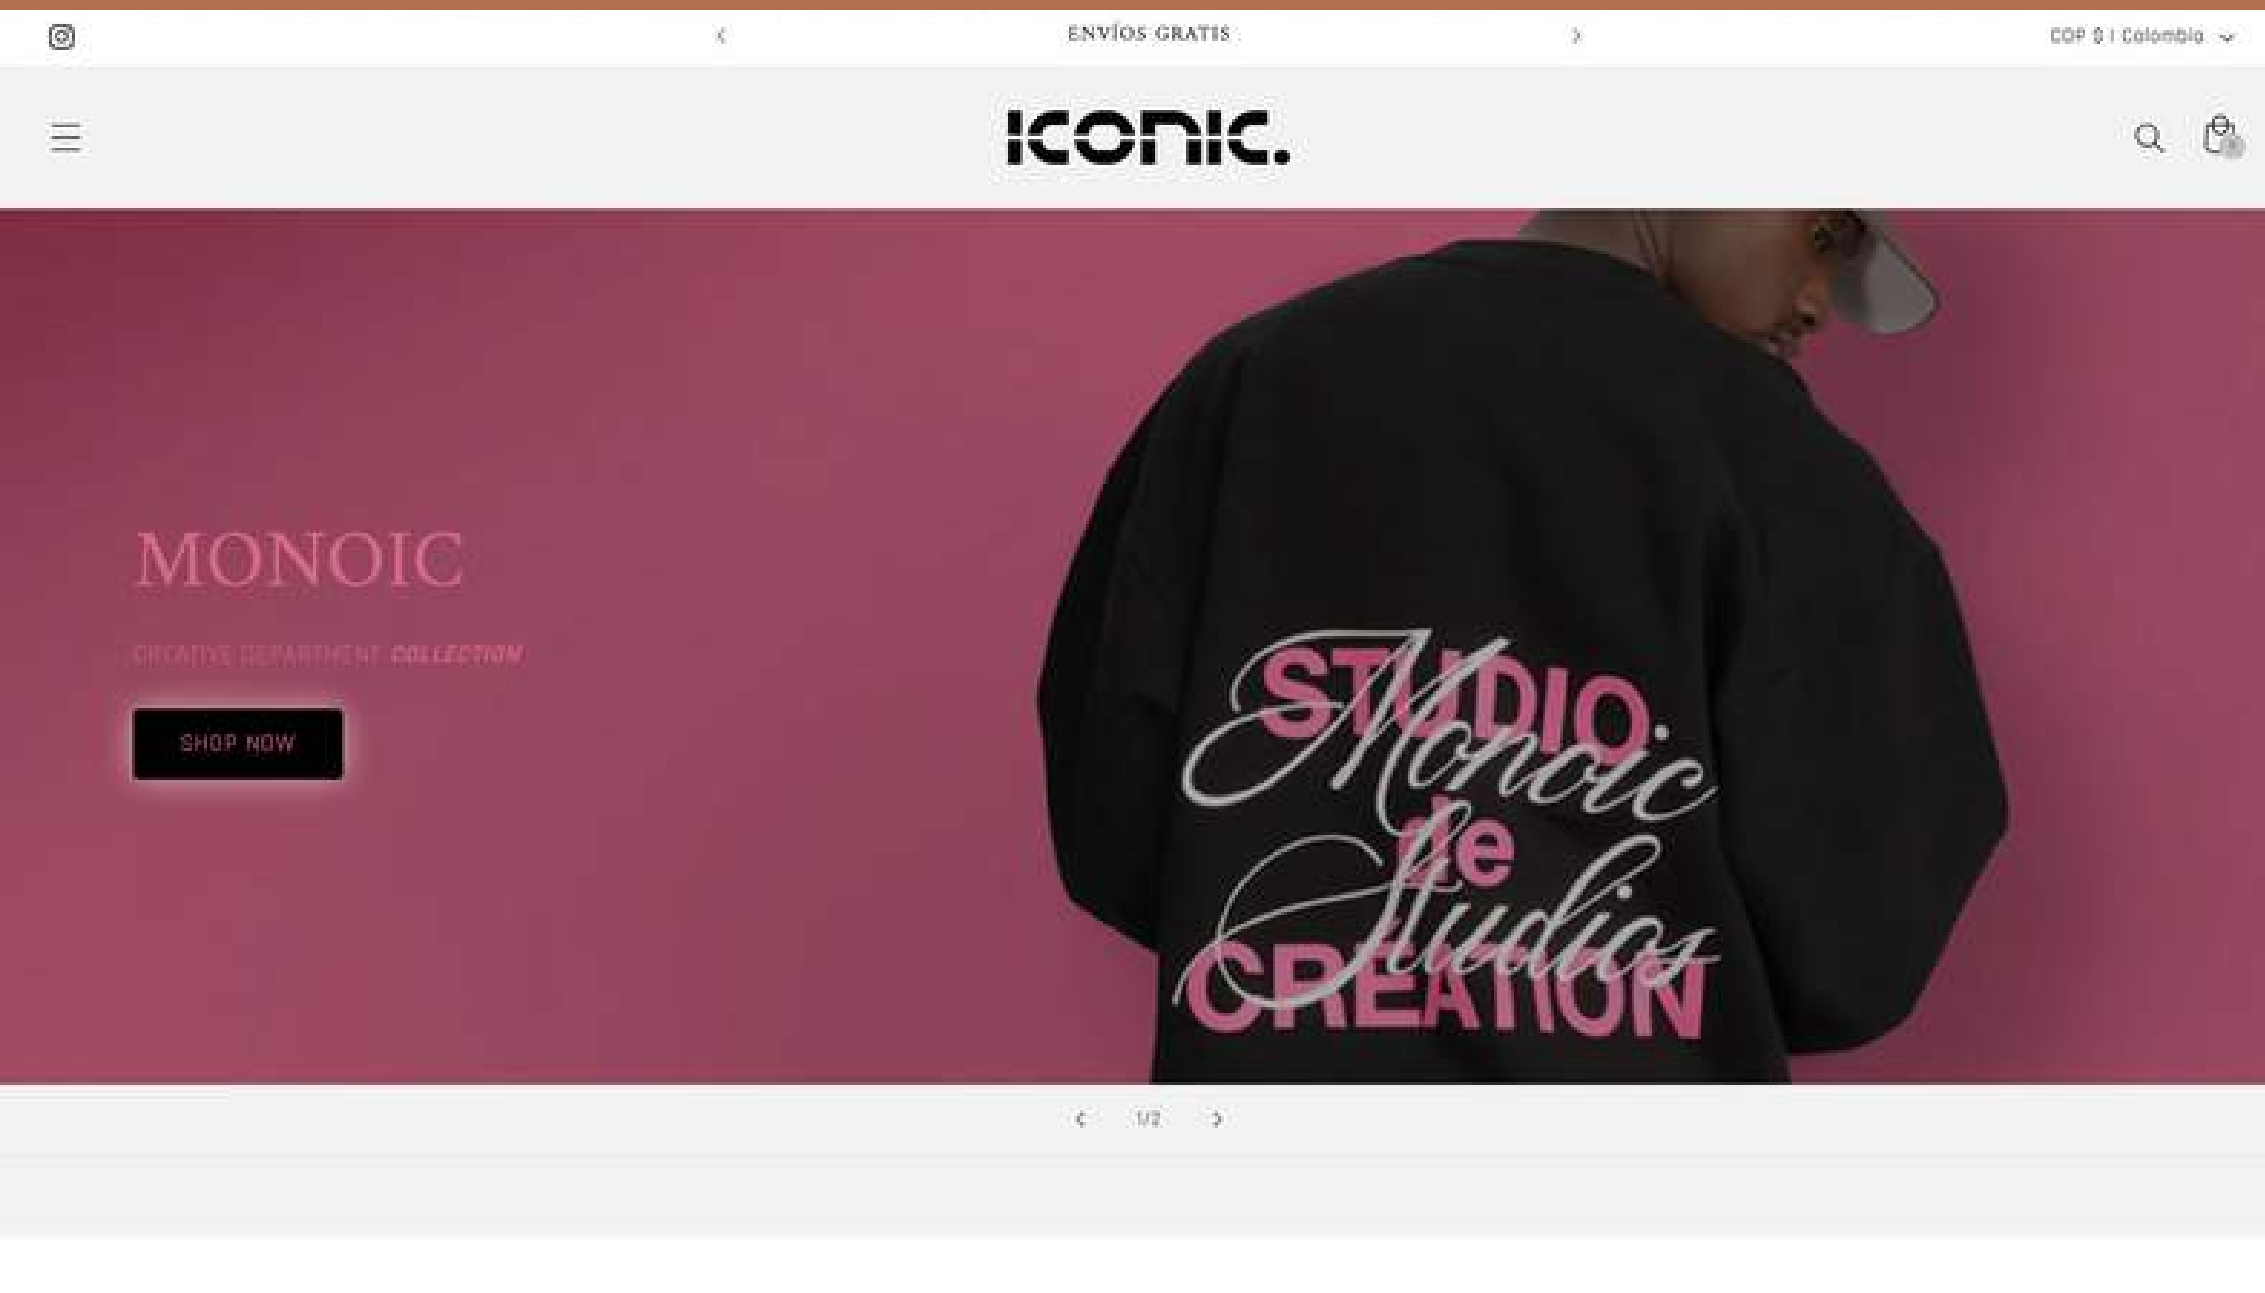 ENVÍOS GRATIS
COP $ | Colombia
ICONIC.
MONOIC
CREATIVE DEPARTMENT COLLECTION
SHOP NOW
STUDIO.
Monoic
de
Studios
CREATION
1/2